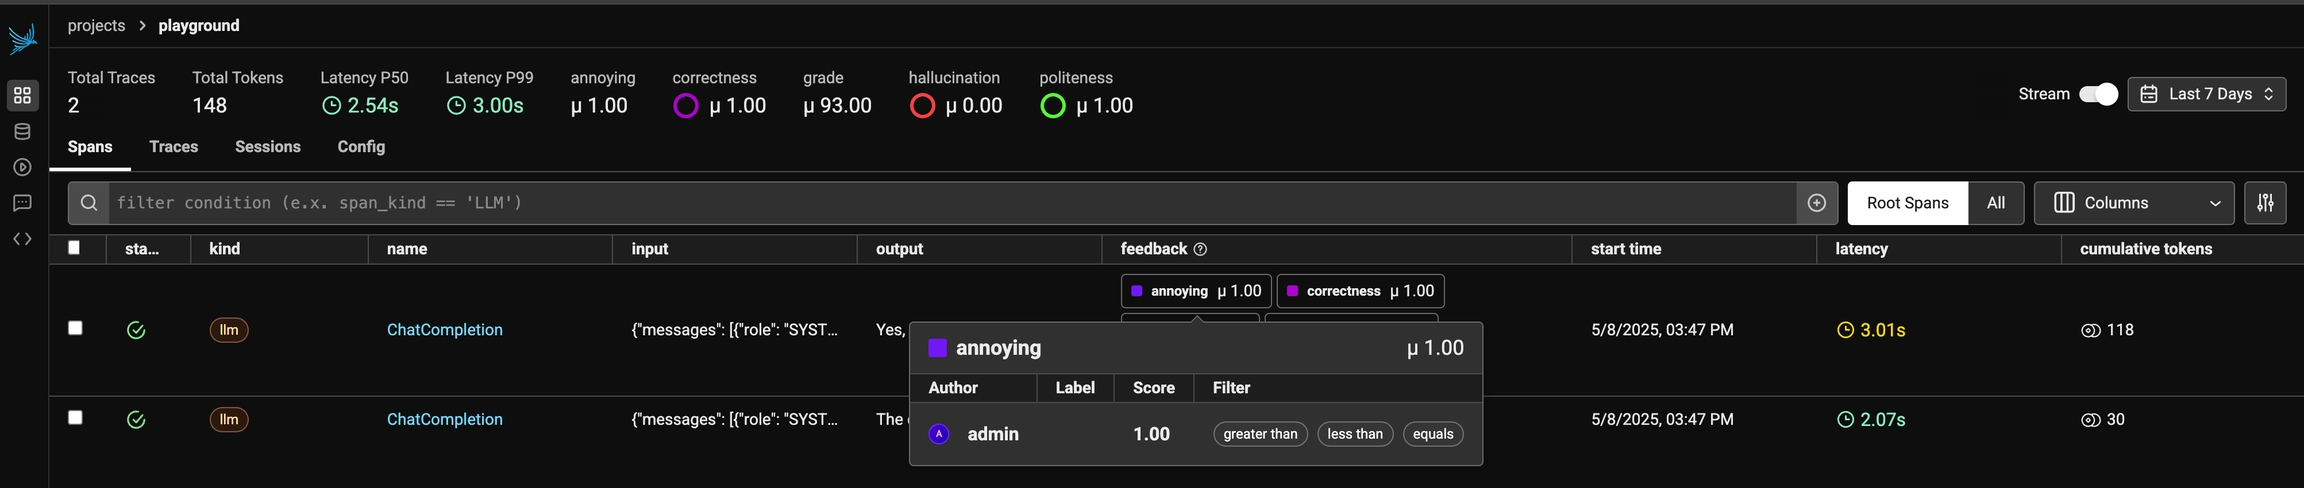 projects > playground
Total Traces Total Tokens Latency P50 Latency P99 annoying correctness grade hallucination politeness
2 148 2.54s 3.00s μ 1.00 μ 1.00 μ 93.00 μ 0.00 μ 1.00
Stream Last 7 Days
Spans Traces Sessions Config
filter condition (e.x. span_kind == 'LLM')
Root Spans All Columns
sta... kind name input output feedback start time latency cumulative tokens
annoying μ 1.00 correctness μ 1.00
llm ChatCompletion {"messages": [{"role": "SYST... Yes, 5/8/2025, 03:47 PM 3.01s 118
annoying μ 1.00
Author Label Score Filter
llm ChatCompletion {"messages": [{"role": "SYST... The 5/8/2025, 03:47 PM 2.07s 30
A admin 1.00 greater than less than equals